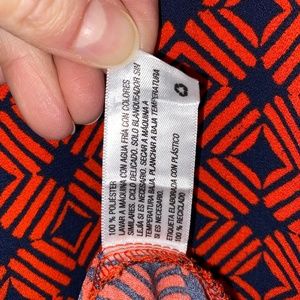 100 % POLIÉSTER
LAVAR A MÁQUINA CON AGUA FRÍA CON COLORES
SIMILARES. CICLO DELICADO. SOLO BLANQUEADOR SIN
LEJÍA SI ES NECESARIO. SECAR A MÁQUINA A
TEMPERATURA BAJA. PLANCHAR A BAJA TEMPERATURA
SI ES NECESARIO.
ETIQUETA ELABORADA CON PLÁSTICO
100 % RECICLADO